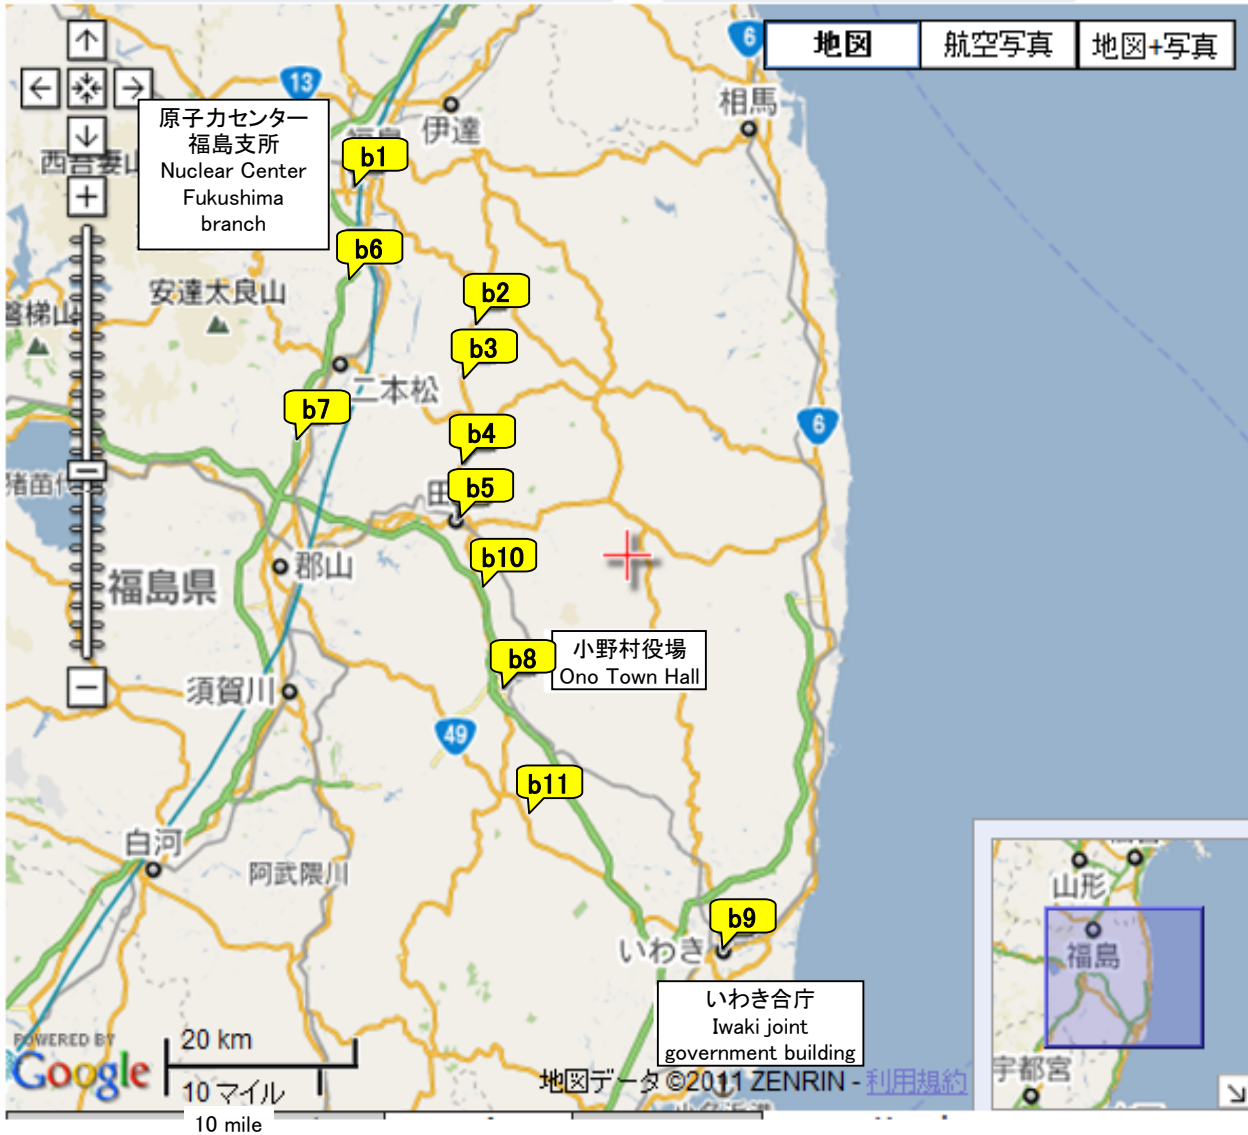 地図
航空写真
地図+写真
6
13
相馬
伊達
原子力センター
福島支所
Nuclear Center
Fukushima
branch
福島
b1
b6
b2
安達太良山
磐梯山
b3
二本松
b7
b4
6
b5
b10
郡山
福島県
小野村役場
Ono Town Hall
b8
須賀川
49
b11
白河
阿武隈川
b9
いわき
いわき合庁
Iwaki joint
government building
山形
福島
宇都宮
POWERED BY
Google
20 km
10 マイル
10 mile
地図データ ©2011 ZENRIN - 利用規約